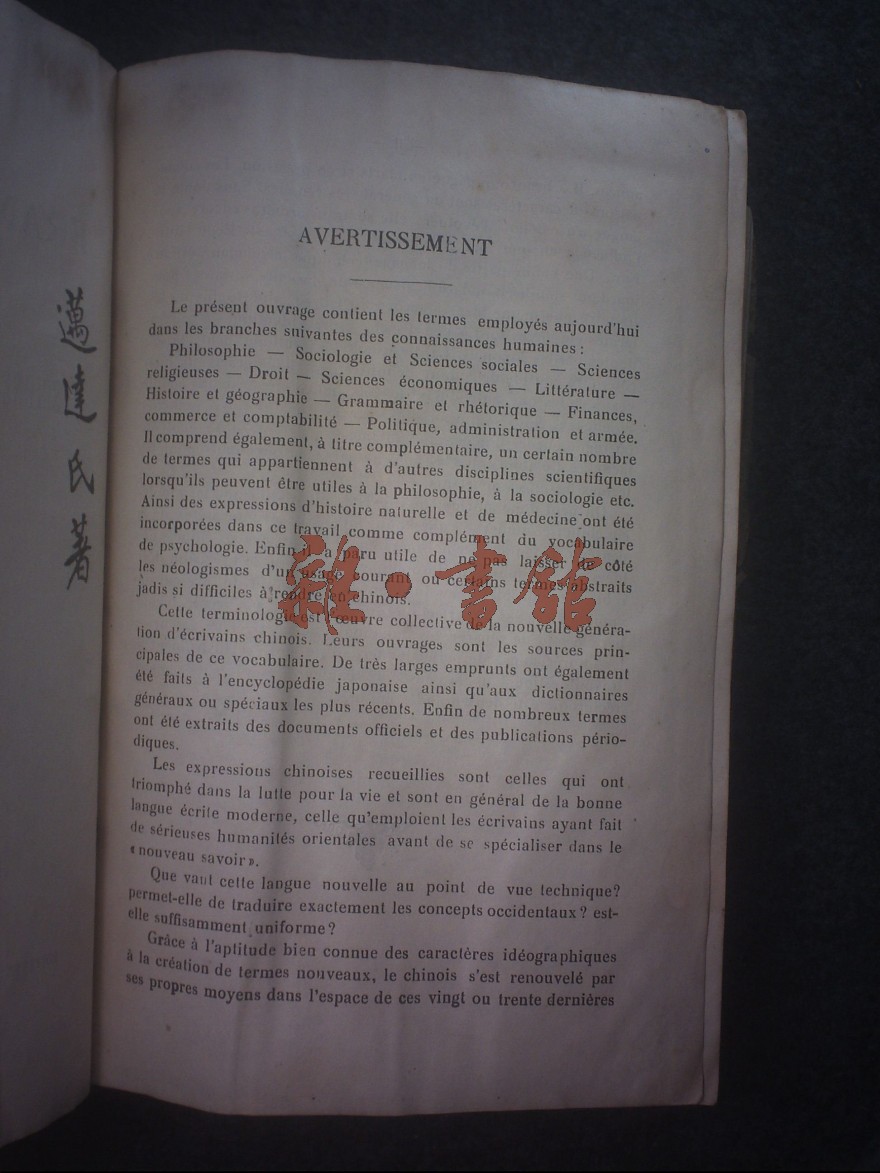 AVERTISSEMENT
Le présent ouvrage contient les termes employés aujourd'hui
dans les branches suivantes des connaissances humaines:
Philosophie — Sociologie et Sciences sociales — Sciences
religieuses — Droit — Sciences économiques — Littérature —
Histoire et géographie — Grammaire et rhétorique — Finances,
commerce et comptabilité — Politique, administration et armée.
Il comprend également, à titre complémentaire, un certain nombre
de termes qui appartiennent à d'autres disciplines scientifiques
lorsqu'ils peuvent être utiles à la philosophie, à la sociologie etc.
Ainsi des expressions d'histoire naturelle et de médecine ont été
incorporées dans ce travail comme complément du vocabulaire
de psychologie. Enfin il a paru utile de ne pas laisser de côté
les néologismes d'un usage courant ou certains termes abstraits
jadis si difficiles à rendre en chinois.
Cette terminologie est l'œuvre collective de la nouvelle généra-
tion d'écrivains chinois. Leurs ouvrages sont les sources prin-
cipales de ce vocabulaire. De très larges emprunts ont également
été faits à l'encyclopédie japonaise ainsi qu'aux dictionnaires
généraux ou spéciaux les plus récents. Enfin de nombreux termes
ont été extraits des documents officiels et des publications pério-
diques.
Les expressions chinoises recueillies sont celles qui ont
triomphé dans la lutte pour la vie et sont en général de la bonne
langue écrite moderne, celle qu'emploient les écrivains ayant fait
de sérieuses humanités orientales avant de se spécialiser dans le
«nouveau savoir».
Que vaut cette langue nouvelle au point de vue technique?
permet-elle de traduire exactement les concepts occidentaux? est-
elle suffisamment uniforme?
Grâce à l'aptitude bien connue des caractères idéographiques
à la création de termes nouveaux, le chinois s'est renouvelé par
ses propres moyens dans l'espace de ces vingt ou trente dernières
邁達氏著
雜·書館